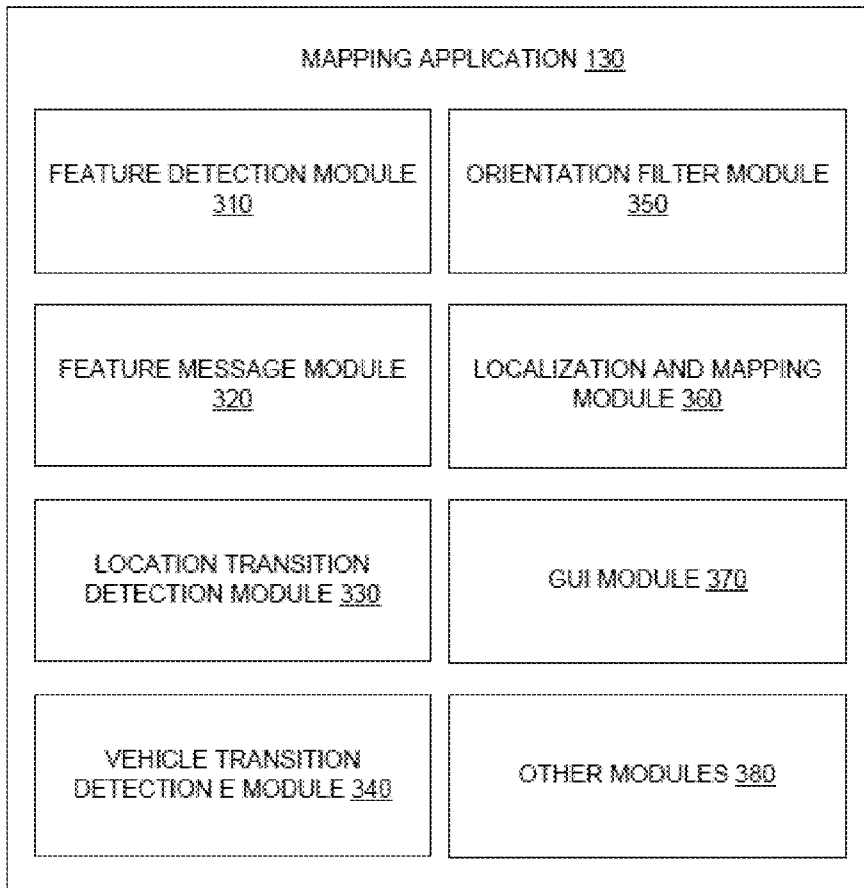 MAPPING APPLICATION 130
FEATURE DETECTION MODULE
310
ORIENTATION FILTER MODULE
350
FEATURE MESSAGE MODULE
320
LOCALIZATION AND MAPPING
MODULE 360
LOCATION TRANSITION
DETECTION MODULE 330
GUI MODULE 370
VEHICLE TRANSITION
DETECTION E MODULE 340
OTHER MODULES 380